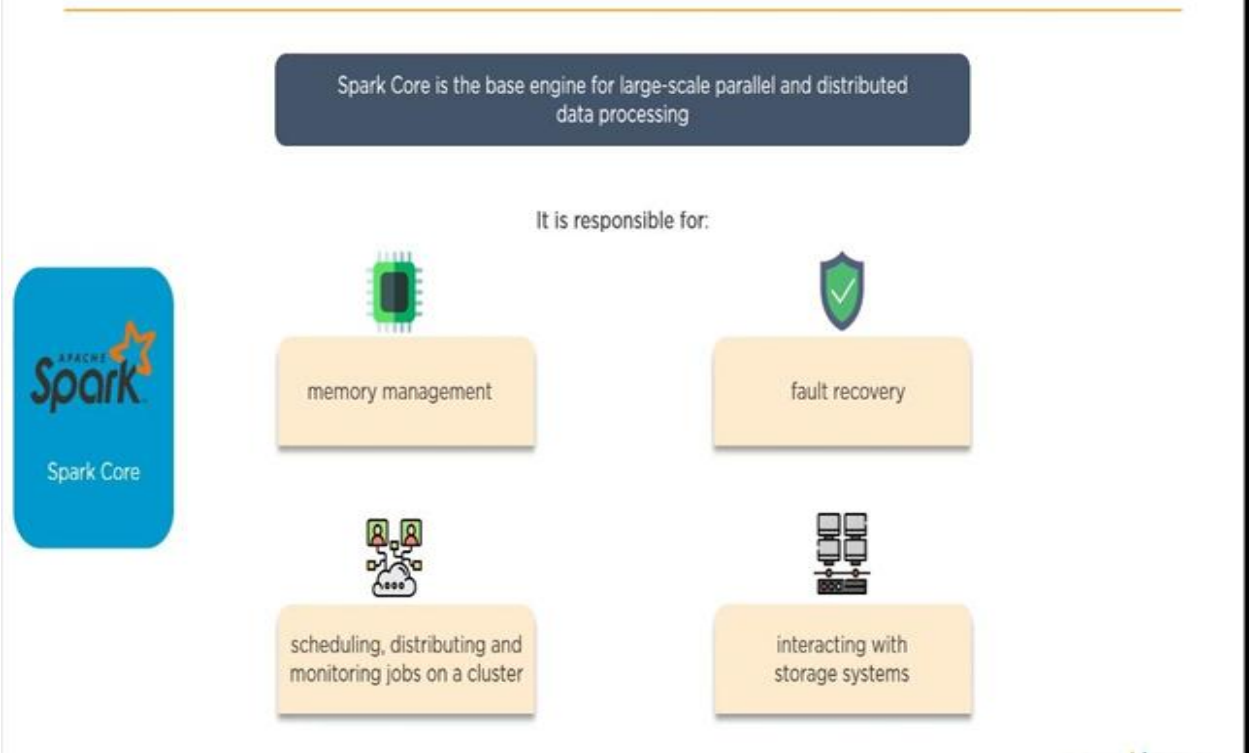 Spark Core is the base engine for large-scale parallel and distributed
data processing
It is responsible for:
APACHE
Spark
Spark Core
memory management
fault recovery
scheduling, distributing and
monitoring jobs on a cluster
interacting with
storage systems